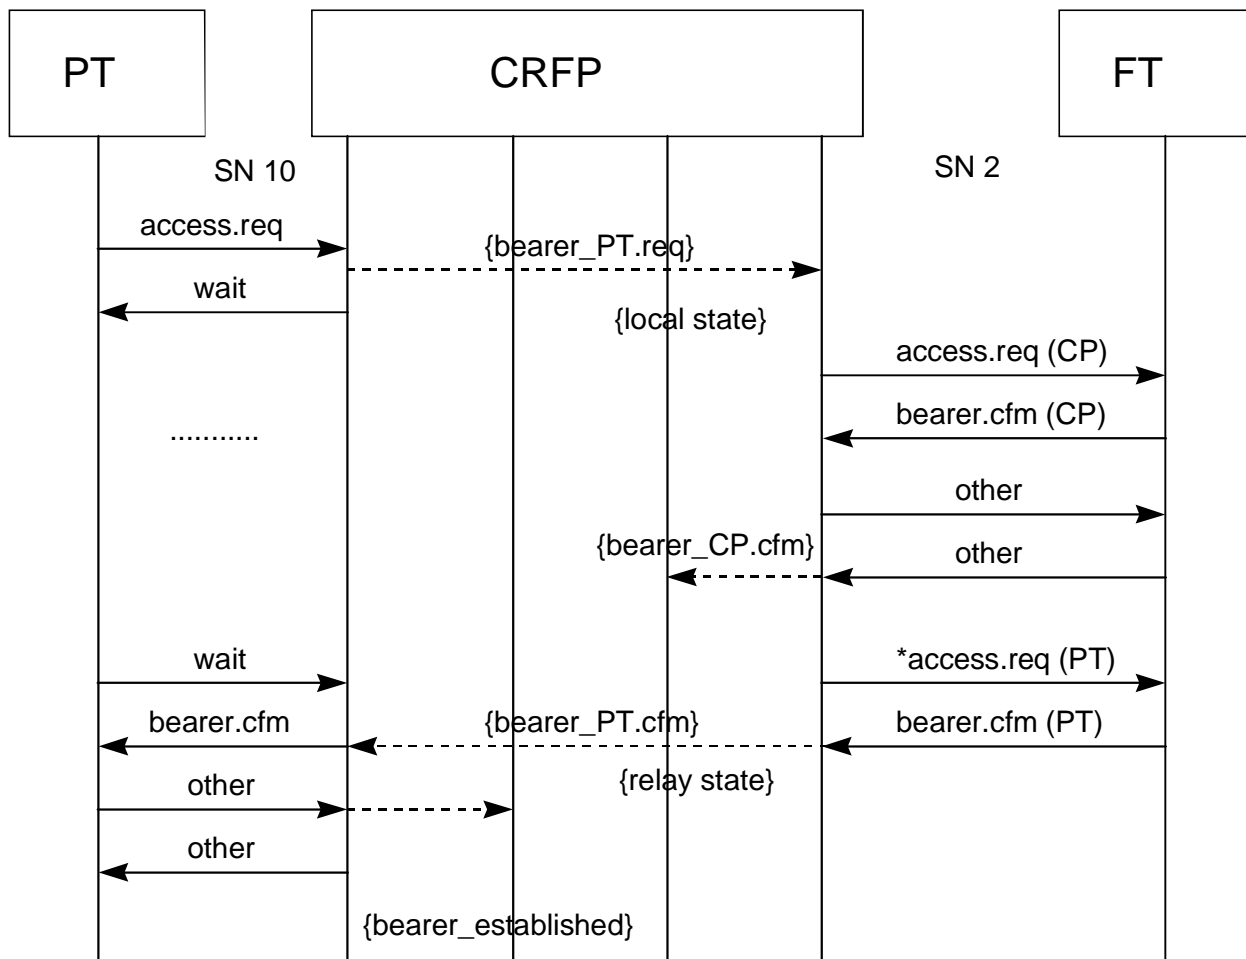 PT
CRFP
FT
SN 10
SN 2
access.req
{bearer_PT.req}
wait
{local state}
access.req (CP)
bearer.cfm (CP)
...........
other
{bearer_CP.cfm}
other
wait
*access.req (PT)
bearer.cfm
{bearer_PT.cfm}
bearer.cfm (PT)
other
{relay state}
other
{bearer_established}